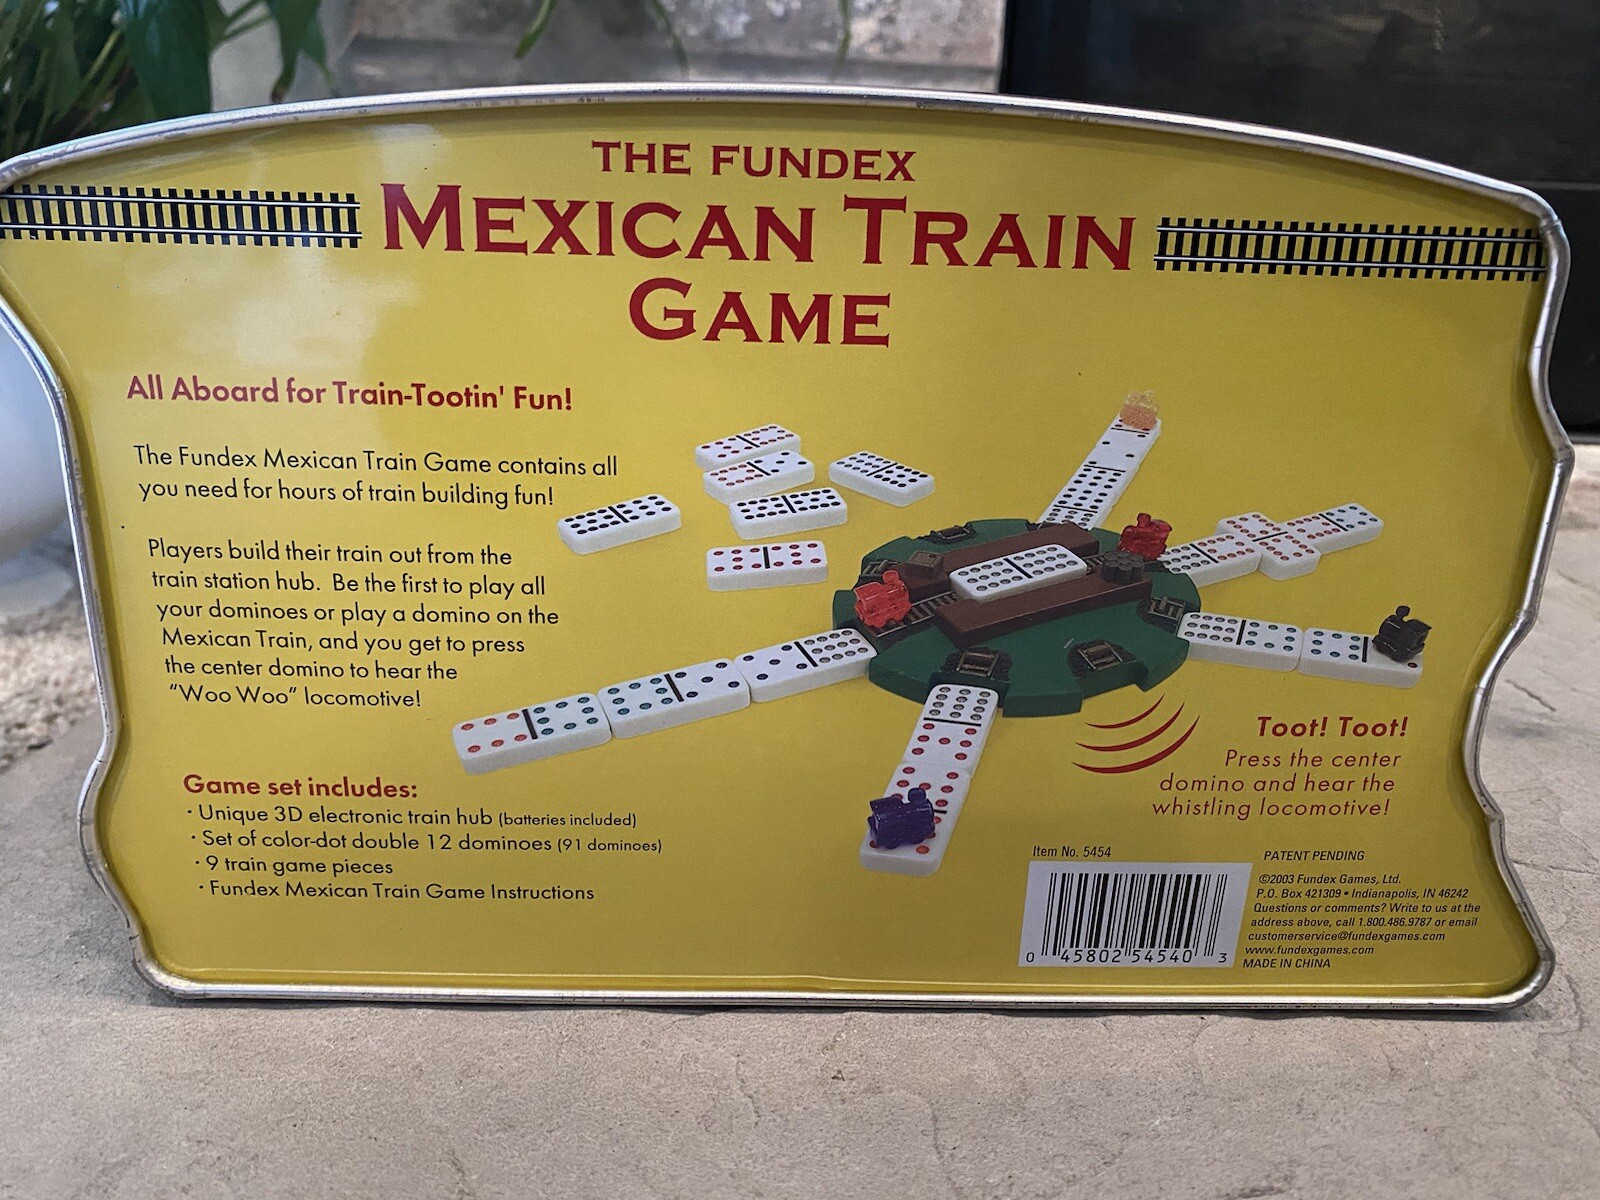 THE FUNDEX
MEXICAN TRAIN
GAME
All Aboard for Train-Tootin' Fun!
The Fundex Mexican Train Game contains all
you need for hours of train building fun!
Players build their train out from the
train station hub. Be the first to play all
your dominoes or play a domino on the
Mexican Train, and you get to press
the center domino to hear the
“Woo Woo” locomotive!
Game set includes:
· Unique 3D electronic train hub (batteries included)
· Set of color-dot double 12 dominoes (91 dominoes)
· 9 train game pieces
· Fundex Mexican Train Game Instructions
Toot! Toot!
Press the center
domino and hear the
whistling locomotive!
Item No. 5454
0 45802 54540 3
PATENT PENDING
©2003 Fundex Games, Ltd.
P.O. Box 421309 • Indianapolis, IN 46242
Questions or comments? Write to us at the
address above, call 1.800.486.9787 or email
customerservice@fundexgames.com
www.fundexgames.com
MADE IN CHINA